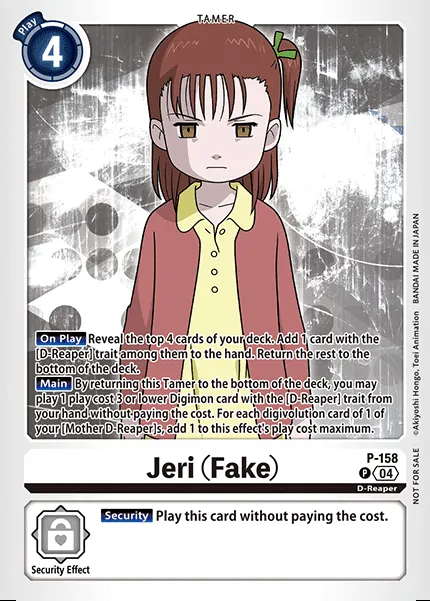 TAMER
Play
4
On Play Reveal the top 4 cards of your deck. Add 1 card with the
[D-Reaper] trait among them to the hand. Return the rest to the
bottom of the deck.
Main By returning this Tamer to the bottom of the deck, you may
play 1 play cost 3 or lower Digimon card with the [D-Reaper] trait from
your hand without paying the cost. For each digivolution card of 1 of
your [Mother D-Reaper]s, add 1 to this effect's play cost maximum.
Jeri (Fake)
P-158
P 04
D-Reaper
Security Play this card without paying the cost.
Security Effect
NOT FOR SALE ©Akiyoshi Hongo, Toei Animation BANDAI MADE IN JAPAN